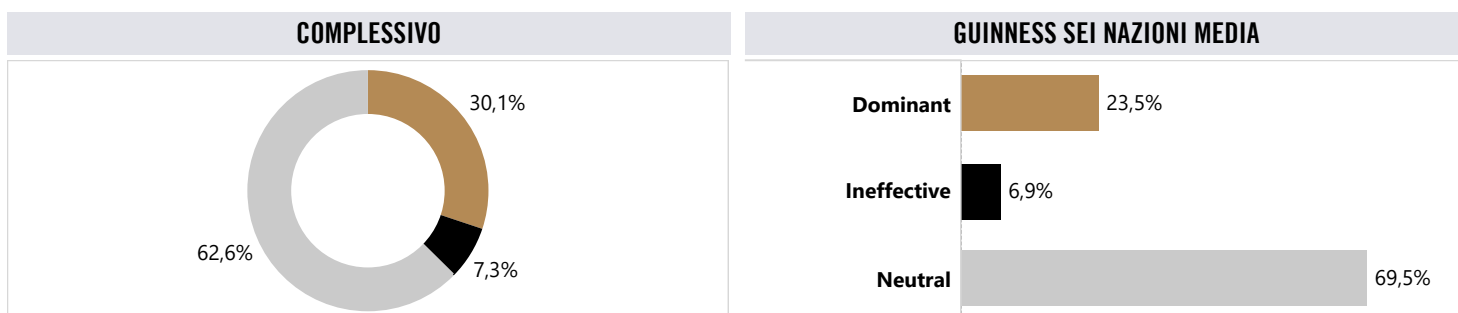 COMPLESSIVO
30,1%
62,6%
7,3%
GUINNESS SEI NAZIONI MEDIA
Dominant 23,5%
Ineffective 6,9%
Neutral 69,5%